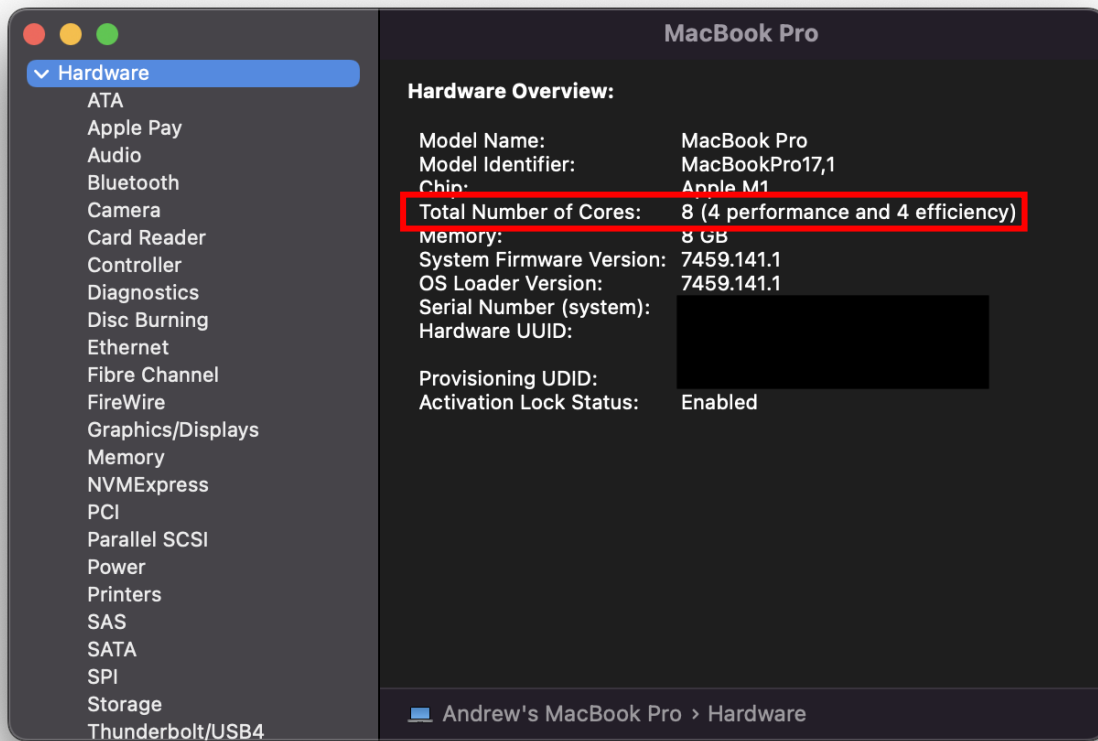 MacBook Pro
Hardware
ATA
Apple Pay
Audio
Bluetooth
Camera
Card Reader
Controller
Diagnostics
Disc Burning
Ethernet
Fibre Channel
FireWire
Graphics/Displays
Memory
NVMExpress
PCI
Parallel SCSI
Power
Printers
SAS
SATA
SPI
Storage
Thunderbolt/USB4
Hardware Overview:
Model Name: MacBook Pro
Model Identifier: MacBookPro17,1
Chip: Apple M1
Total Number of Cores: 8 (4 performance and 4 efficiency)
Memory: 8 GB
System Firmware Version: 7459.141.1
OS Loader Version: 7459.141.1
Serial Number (system):
Hardware UUID:
Provisioning UDID:
Activation Lock Status: Enabled
Andrew's MacBook Pro › Hardware